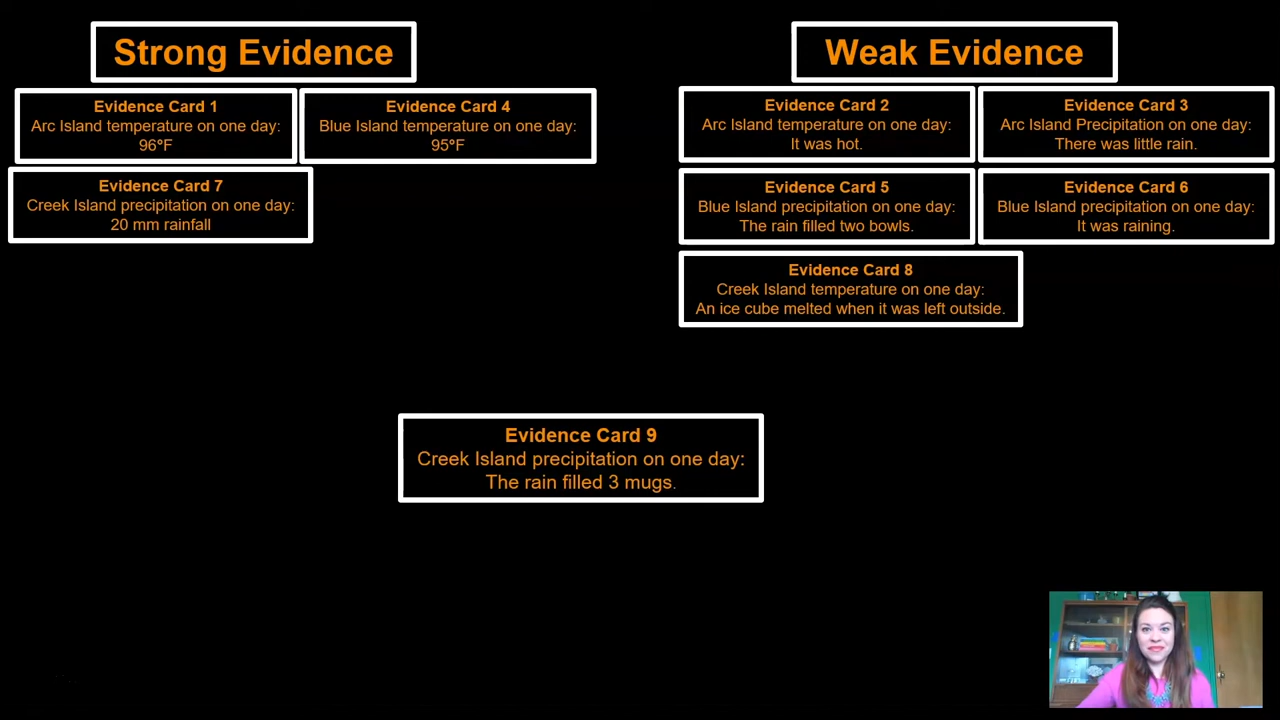 Strong Evidence
Evidence Card 1
Arc Island temperature on one day:
96°F
Evidence Card 4
Blue Island temperature on one day:
95°F
Evidence Card 7
Creek Island precipitation on one day:
20 mm rainfall
Weak Evidence
Evidence Card 2
Arc Island temperature on one day:
It was hot.
Evidence Card 3
Arc Island Precipitation on one day:
There was little rain.
Evidence Card 5
Blue Island precipitation on one day:
The rain filled two bowls.
Evidence Card 6
Blue Island precipitation on one day:
It was raining.
Evidence Card 8
Creek Island temperature on one day:
An ice cube melted when it was left outside.
Evidence Card 9
Creek Island precipitation on one day:
The rain filled 3 mugs.